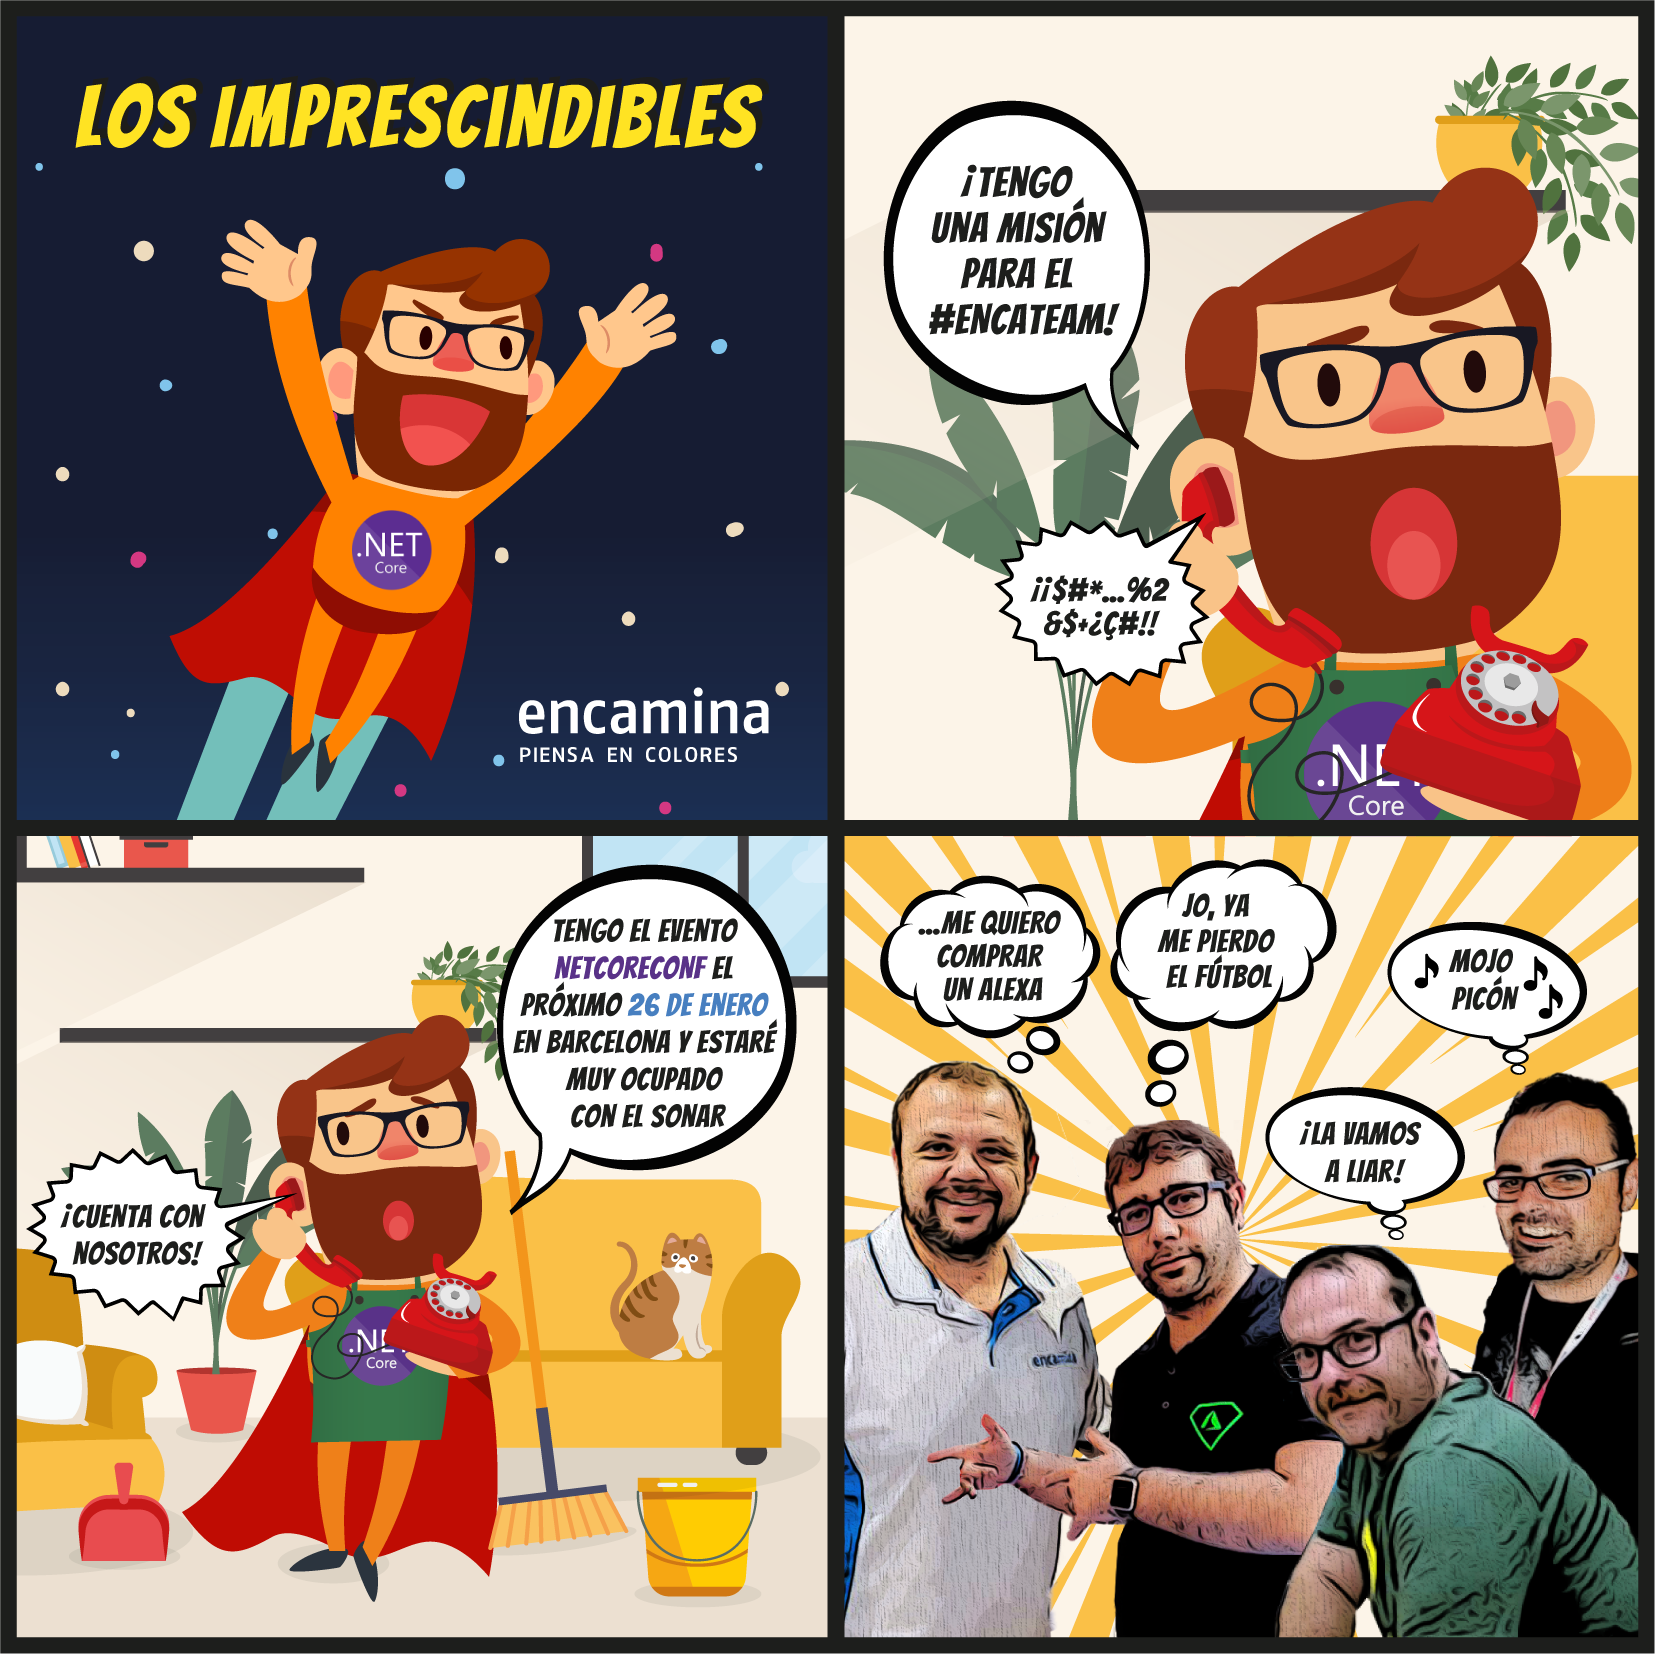 LOS IMPRESCINDIBLES
.NET
Core
encamina
PIENSA EN COLORES
¡TENGO
UNA MISIÓN
PARA EL
#ENCATEAM!
¡¡$#*...%2
&$+¿Ç#!!
.NET
Core
TENGO EL EVENTO
NETCORECONF EL
PRÓXIMO 26 DE ENERO
EN BARCELONA Y ESTARÉ
MUY OCUPADO
CON EL SONAR
¡CUENTA CON
NOSOTROS!
.NET
Core
...ME QUIERO
COMPRAR
UN ALEXA
JO, YA
ME PIERDO
EL FÚTBOL
MOJO
PICÓN
¡LA VAMOS
A LIAR!
encamina